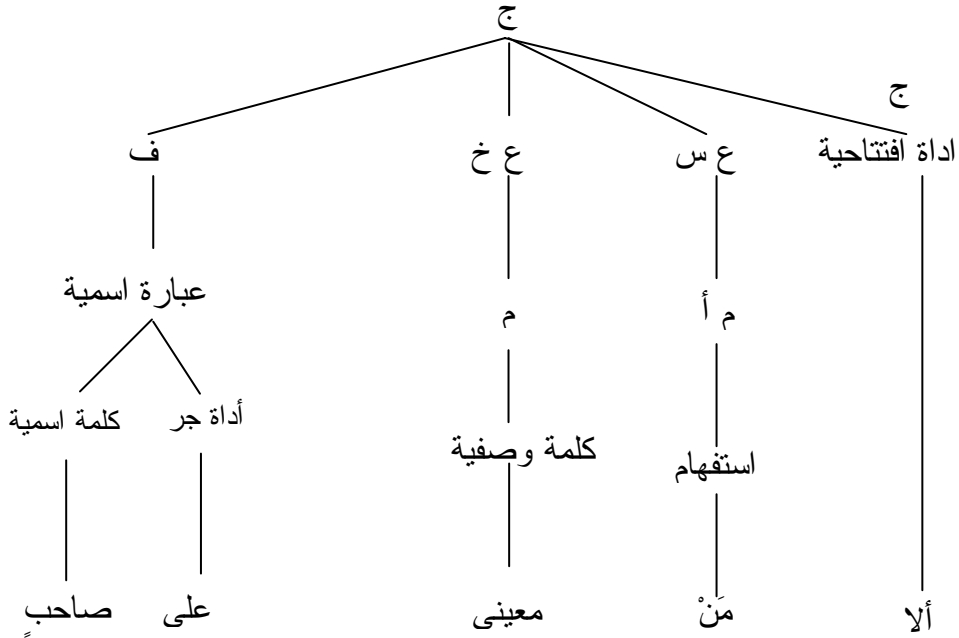 ج
ج
اداة افتتاحية ع س ع خ ف
عبارة اسمية
م أ م
أداة جر كلمة اسمية
كلمة وصفية
استفهام
ألا مَنْ معينى على صاحبٍ